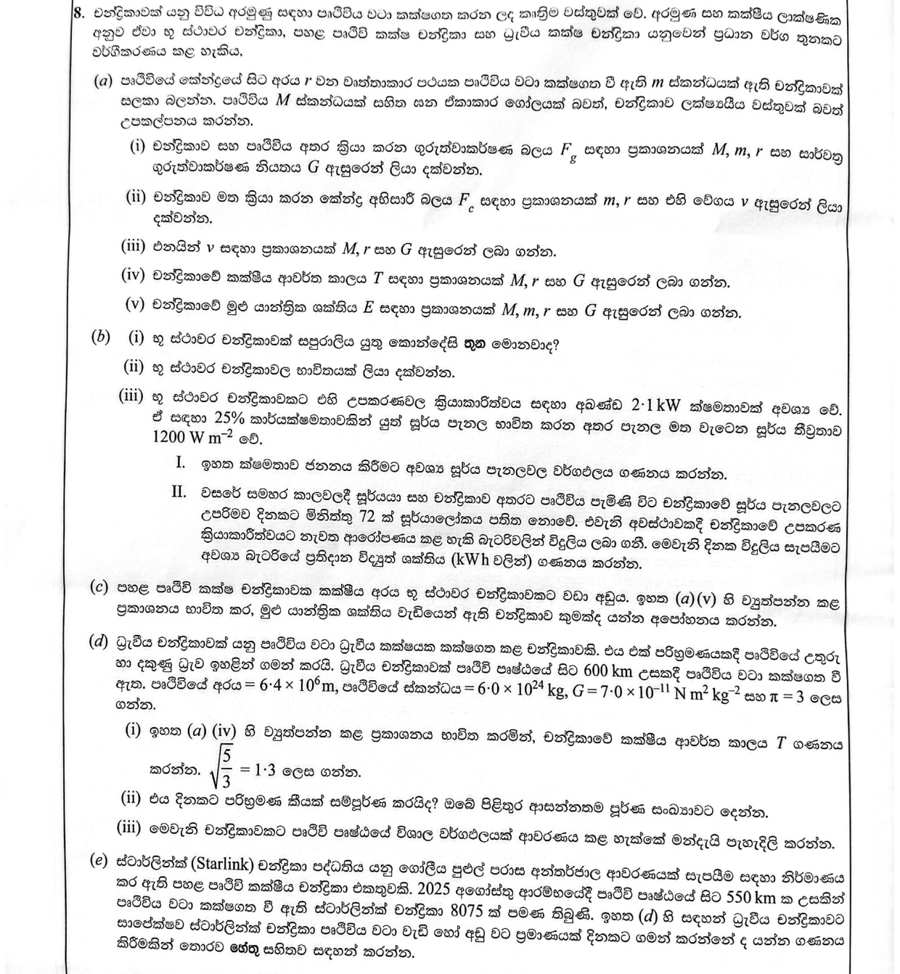 8. චන්ද්‍රිකාවක් යනු විවිධ අරමුණු සඳහා පෘථිවිය වටා කක්ෂගත කරන ලද කෘත්‍රිම වස්තුවක් වේ. අරමුණ සහ කක්ෂීය ලාක්ෂණික
අනුව ඒවා භූ ස්ථාවර චන්ද්‍රිකා, පහළ පෘථිවි කක්ෂ චන්ද්‍රිකා සහ ධ්‍රැවීය කක්ෂ චන්ද්‍රිකා යනුවෙන් ප්‍රධාන වර්ග තුනකට
වර්ගීකරණය කළ හැකිය.
(a) පෘථිවියේ කේන්ද්‍රයේ සිට අරය r වන වෘත්තාකාර පථයක පෘථිවිය වටා කක්ෂගත වී ඇති m ස්කන්ධයක් ඇති චන්ද්‍රිකාවක්
සලකා බලන්න. පෘථිවිය M ස්කන්ධයක් සහිත ඝන ඒකාකාර ගෝලයක් බවත්, චන්ද්‍රිකාව ලක්ෂ්‍යයීය වස්තුවක් බවත්
උපකල්පනය කරන්න.
(i) චන්ද්‍රිකාව සහ පෘථිවිය අතර ක්‍රියා කරන ගුරුත්වාකර්ෂණ බලය F_g සඳහා ප්‍රකාශනයක් M, m, r සහ සාර්වත්‍ර
ගුරුත්වාකර්ෂණ නියතය G ඇසුරෙන් ලියා දක්වන්න.
(ii) චන්ද්‍රිකාව මත ක්‍රියා කරන කේන්ද්‍ර අභිසාරී බලය F_c සඳහා ප්‍රකාශනයක් m, r සහ එහි වේගය v ඇසුරෙන් ලියා
දක්වන්න.
(iii) එනයින් v සඳහා ප්‍රකාශනයක් M, r සහ G ඇසුරෙන් ලබා ගන්න.
(iv) චන්ද්‍රිකාවේ කක්ෂීය ආවර්ත කාලය T සඳහා ප්‍රකාශනයක් M, r සහ G ඇසුරෙන් ලබා ගන්න.
(v) චන්ද්‍රිකාවේ මුළු යාන්ත්‍රික ශක්තිය E සඳහා ප්‍රකාශනයක් M, m, r සහ G ඇසුරෙන් ලබා ගන්න.
(b) (i) භූ ස්ථාවර චන්ද්‍රිකාවක් සපුරාලිය යුතු කොන්දේසි තුන මොනවාද?
(ii) භූ ස්ථාවර චන්ද්‍රිකාවල භාවිතයක් ලියා දක්වන්න.
(iii) භූ ස්ථාවර චන්ද්‍රිකාවකට එහි උපකරණවල ක්‍රියාකාරීත්වය සඳහා අඛණ්ඩ 2·1 kW ක්ෂමතාවක් අවශ්‍ය වේ.
ඒ සඳහා 25% කාර්යක්ෂමතාවකින් යුත් සූර්ය පැනල භාවිත කරන අතර පැනල මත වැටෙන සූර්ය තීව්‍රතාව
1200 W m⁻² වේ.
I. ඉහත ක්ෂමතාව ජනනය කිරීමට අවශ්‍ය සූර්ය පැනලවල වර්ගඵලය ගණනය කරන්න.
II. වසරේ සමහර කාලවලදී සූර්යයා සහ චන්ද්‍රිකාව අතරට පෘථිවිය පැමිණි විට චන්ද්‍රිකාවේ සූර්ය පැනලවලට
උපරිමව දිනකට මිනිත්තු 72 ක් සූර්යාලෝකය පතිත නොවේ. එවැනි අවස්ථාවකදී චන්ද්‍රිකාවේ උපකරණ
ක්‍රියාකාරීත්වයට නැවත ආරෝපණය කළ හැකි බැටරිවලින් විදුලිය ලබා ගනී. මෙවැනි දිනක විදුලිය සැපයීමට
අවශ්‍ය බැටරියේ ප්‍රතිදාන විද්‍යුත් ශක්තිය (kWh වලින්) ගණනය කරන්න.
(c) පහළ පෘථිවි කක්ෂ චන්ද්‍රිකාවක කක්ෂීය අරය භූ ස්ථාවර චන්ද්‍රිකාවකට වඩා අඩුය. ඉහත (a)(v) හි ව්‍යුත්පන්න කළ
ප්‍රකාශනය භාවිත කර, මුළු යාන්ත්‍රික ශක්තිය වැඩියෙන් ඇති චන්ද්‍රිකාව කුමක්ද යන්න අපෝහනය කරන්න.
(d) ධ්‍රැවීය චන්ද්‍රිකාවක් යනු පෘථිවිය වටා ධ්‍රැවීය කක්ෂයක කක්ෂගත කළ චන්ද්‍රිකාවකි. එය එක් පරිභ්‍රමණයකදී පෘථිවියේ උතුරු
හා දකුණු ධ්‍රැව ඉහළින් ගමන් කරයි. ධ්‍රැවීය චන්ද්‍රිකාවක් පෘථිවි පෘෂ්ඨයේ සිට 600 km උසකදී පෘථිවිය වටා කක්ෂගත වී
ඇත. පෘථිවියේ අරය = 6·4 × 10⁶ m, පෘථිවියේ ස්කන්ධය = 6·0 × 10²⁴ kg, G = 7·0 × 10⁻¹¹ N m² kg⁻² සහ π = 3 ලෙස
ගන්න.
(i) ඉහත (a) (iv) හි ව්‍යුත්පන්න කළ ප්‍රකාශනය භාවිත කරමින්, චන්ද්‍රිකාවේ කක්ෂීය ආවර්ත කාලය T ගණනය
කරන්න. √(5/3) = 1·3 ලෙස ගන්න.
(ii) එය දිනකට පරිභ්‍රමණ කීයක් සම්පූර්ණ කරයිද? ඔබේ පිළිතුර ආසන්නතම පූර්ණ සංඛ්‍යාවට දෙන්න.
(iii) මෙවැනි චන්ද්‍රිකාවකට පෘථිවි පෘෂ්ඨයේ විශාල වර්ගඵලයක් ආවරණය කළ හැක්කේ මන්දැයි පැහැදිලි කරන්න.
(e) ස්ටාර්ලින්ක් (Starlink) චන්ද්‍රිකා පද්ධතිය යනු ගෝලීය පුළුල් පරාස අන්තර්ජාල ආවරණයක් සැපයීම සඳහා නිර්මාණය
කර ඇති පහළ පෘථිවි කක්ෂීය චන්ද්‍රිකා එකතුවකි. 2025 අගෝස්තු ආරම්භයේදී පෘථිවි පෘෂ්ඨයේ සිට 550 km ක උසකින්
පෘථිවිය වටා කක්ෂගත වී ඇති ස්ටාර්ලින්ක් චන්ද්‍රිකා 8075 ක් පමණ තිබුණි. ඉහත (d) හි සඳහන් ධ්‍රැවීය චන්ද්‍රිකාවට
සාපේක්ෂව ස්ටාර්ලින්ක් චන්ද්‍රිකා පෘථිවිය වටා වැඩි හෝ අඩු වට ප්‍රමාණයක් දිනකට ගමන් කරන්නේ ද යන්න ගණනය
කිරීමකින් තොරව හේතු සහිතව සඳහන් කරන්න.